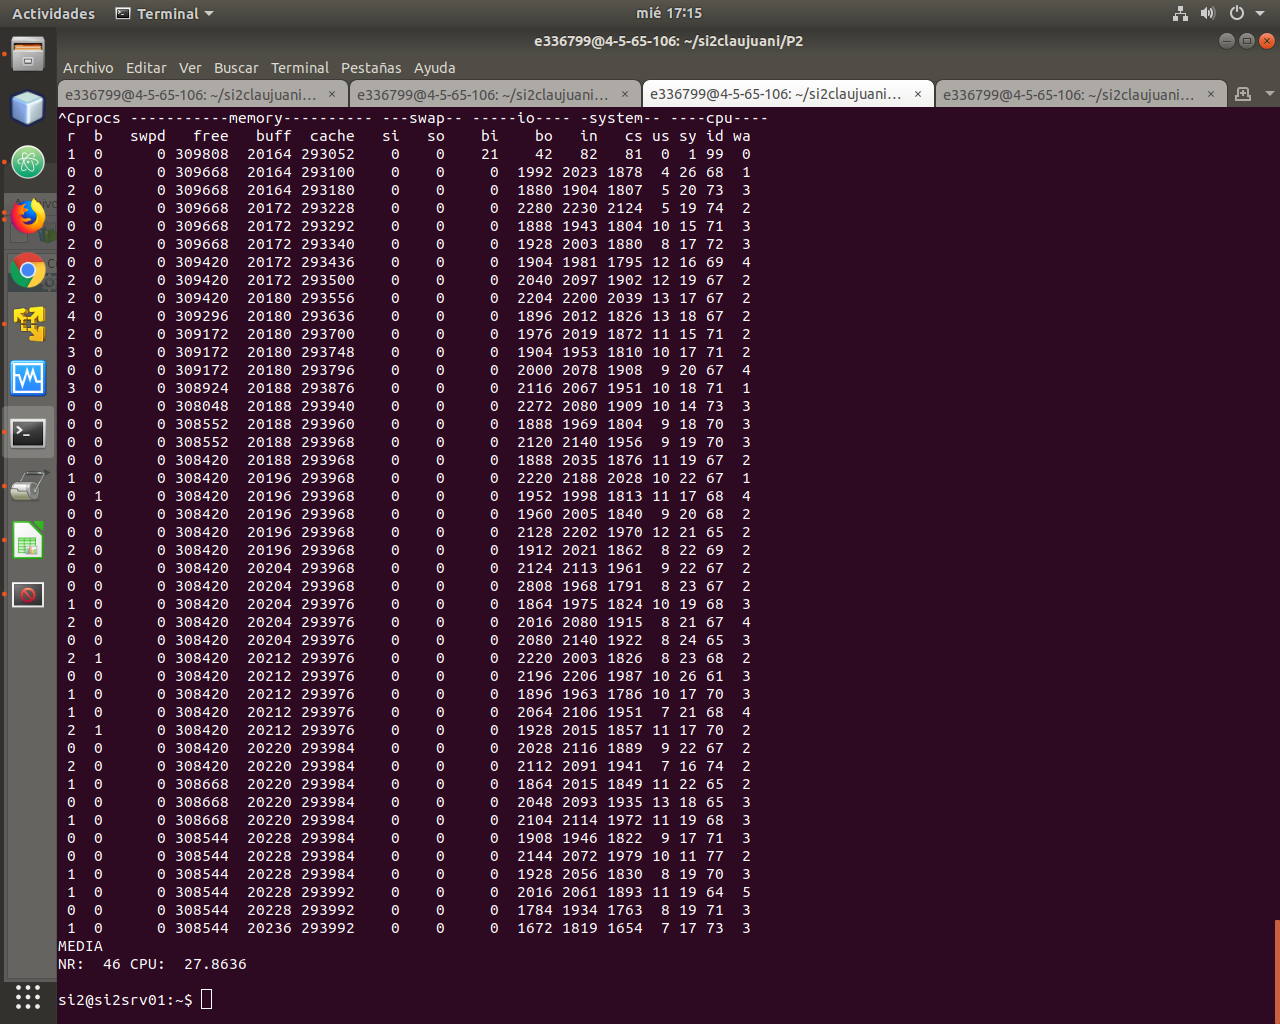 Actividades Terminal mié 17:15
e336799@4-5-65-106: ~/si2claujuani/P2
Archivo Editar Ver Buscar Terminal Pestañas Ayuda
e336799@4-5-65-106: ~/si2claujuani… × e336799@4-5-65-106: ~/si2claujuani… × e336799@4-5-65-106: ~/si2claujuani… × e336799@4-5-65-106: ~/si2claujuani… ×
^Cprocs -----------memory---------- ---swap-- -----io---- -system-- ----cpu----
 r  b   swpd   free   buff  cache   si   so    bi    bo   in   cs us sy id wa
 1  0      0 309808  20164 293052    0    0    21    42   82   81  0  1 99  0
 0  0      0 309668  20164 293100    0    0     0  1992 2023 1878  4 26 68  1
 2  0      0 309668  20164 293180    0    0     0  1880 1904 1807  5 20 73  3
 0  0      0 309668  20172 293228    0    0     0  2280 2230 2124  5 19 74  2
 0  0      0 309668  20172 293292    0    0     0  1888 1943 1804 10 15 71  3
 2  0      0 309668  20172 293340    0    0     0  1928 2003 1880  8 17 72  3
 0  0      0 309420  20172 293436    0    0     0  1904 1981 1795 12 16 69  4
 2  0      0 309420  20172 293500    0    0     0  2040 2097 1902 12 19 67  2
 2  0      0 309420  20180 293556    0    0     0  2204 2200 2039 13 17 67  2
 4  0      0 309296  20180 293636    0    0     0  1896 2012 1826 13 18 67  2
 2  0      0 309172  20180 293700    0    0     0  1976 2019 1872 11 15 71  2
 3  0      0 309172  20180 293748    0    0     0  1904 1953 1810 10 17 71  2
 0  0      0 309172  20180 293796    0    0     0  2000 2078 1908  9 20 67  4
 3  0      0 308924  20188 293876    0    0     0  2116 2067 1951 10 18 71  1
 0  0      0 308048  20188 293940    0    0     0  2272 2080 1909 10 14 73  3
 0  0      0 308552  20188 293960    0    0     0  1888 1969 1804  9 18 70  3
 0  0      0 308552  20188 293968    0    0     0  2120 2140 1956  9 19 70  3
 0  0      0 308420  20188 293968    0    0     0  1888 2035 1876 11 19 67  2
 1  0      0 308420  20196 293968    0    0     0  2220 2188 2028 10 22 67  1
 0  1      0 308420  20196 293968    0    0     0  1952 1998 1813 11 17 68  4
 0  0      0 308420  20196 293968    0    0     0  1960 2005 1840  9 20 68  2
 0  0      0 308420  20196 293968    0    0     0  2128 2202 1970 12 21 65  2
 2  0      0 308420  20196 293968    0    0     0  1912 2021 1862  8 22 69  2
 0  0      0 308420  20204 293968    0    0     0  2124 2113 1961  9 22 67  2
 0  0      0 308420  20204 293968    0    0     0  2808 1968 1791  8 23 67  2
 1  0      0 308420  20204 293976    0    0     0  1864 1975 1824 10 19 68  3
 2  0      0 308420  20204 293976    0    0     0  2016 2080 1915  8 21 67  4
 0  0      0 308420  20204 293976    0    0     0  2080 2140 1922  8 24 65  3
 2  1      0 308420  20212 293976    0    0     0  2220 2003 1826  8 23 68  2
 0  0      0 308420  20212 293976    0    0     0  2196 2206 1987 10 26 61  3
 1  0      0 308420  20212 293976    0    0     0  1896 1963 1786 10 17 70  3
 1  0      0 308420  20212 293976    0    0     0  2064 2106 1951  7 21 68  4
 2  1      0 308420  20212 293976    0    0     0  1928 2015 1857 11 17 70  2
 0  0      0 308420  20220 293984    0    0     0  2028 2116 1889  9 22 67  2
 2  0      0 308420  20220 293984    0    0     0  2112 2091 1941  7 16 74  2
 1  0      0 308668  20220 293984    0    0     0  1864 2015 1849 11 22 65  2
 0  0      0 308668  20220 293984    0    0     0  2048 2093 1935 13 18 65  3
 1  0      0 308668  20220 293984    0    0     0  2104 2114 1972 11 19 68  3
 0  0      0 308544  20228 293984    0    0     0  1908 1946 1822  9 17 71  3
 0  0      0 308544  20228 293984    0    0     0  2144 2072 1979 10 11 77  2
 1  0      0 308544  20228 293984    0    0     0  1928 2056 1830  8 19 70  3
 1  0      0 308544  20228 293992    0    0     0  2016 2061 1893 11 19 64  5
 0  0      0 308544  20228 293992    0    0     0  1784 1934 1763  8 19 71  3
 1  0      0 308544  20236 293992    0    0     0  1672 1819 1654  7 17 73  3
MEDIA
NR:  46 CPU:  27.8636
si2@si2srv01:~$